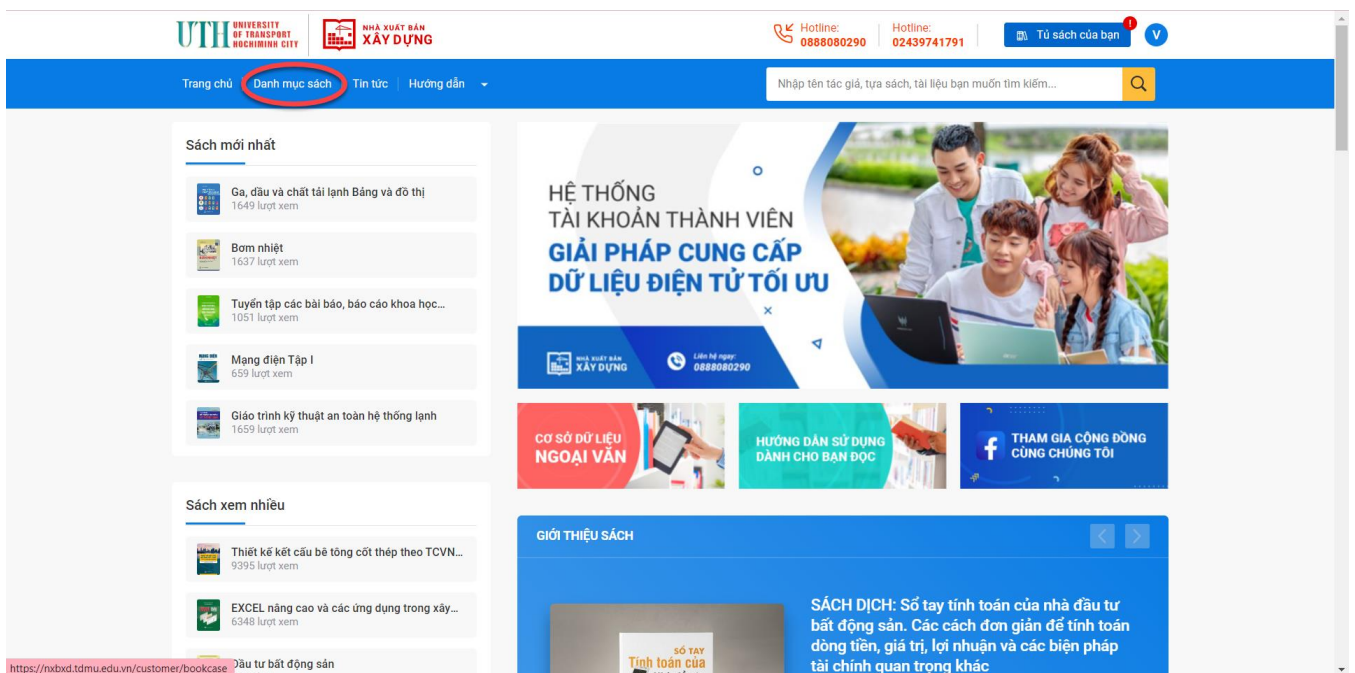 UTH UNIVERSITY
OF TRANSPORT
HOCHIMINH CITY
NHÀ XUẤT BẢN
XÂY DỰNG
Hotline:
0888080290
Hotline:
02439741791
Tủ sách của bạn
!
V
Trang chủ
Danh mục sách
Tin tức
Hướng dẫn
Nhập tên tác giả, tựa sách, tài liệu bạn muốn tìm kiếm...
Sách mới nhất
Ga, dầu và chất tải lạnh Bảng và đồ thị
1649 lượt xem
Bơm nhiệt
1637 lượt xem
Tuyển tập các bài báo, báo cáo khoa học...
1051 lượt xem
Mạng điện Tập I
659 lượt xem
Giáo trình kỹ thuật an toàn hệ thống lạnh
1659 lượt xem
HỆ THỐNG
TÀI KHOẢN THÀNH VIÊN
GIẢI PHÁP CUNG CẤP
DỮ LIỆU ĐIỆN TỬ TỐI ƯU
NHÀ XUẤT BẢN
XÂY DỰNG
Liên hệ ngay:
0888080290
CƠ SỞ DỮ LIỆU
NGOẠI VĂN
HƯỚNG DẪN SỬ DỤNG
DÀNH CHO BẠN ĐỌC
THAM GIA CỘNG ĐỒNG
CÙNG CHÚNG TÔI
Sách xem nhiều
Thiết kế kết cấu bê tông cốt thép theo TCVN...
9395 lượt xem
EXCEL nâng cao và các ứng dụng trong xây...
6348 lượt xem
Đầu tư bất động sản
GIỚI THIỆU SÁCH
SỔ TAY
Tính toán của
SÁCH DỊCH: Sổ tay tính toán của nhà đầu tư
bất động sản. Các cách đơn giản để tính toán
dòng tiền, giá trị, lợi nhuận và các biện pháp
tài chính quan trọng khác
https://nxbxd.tdmu.edu.vn/customer/bookcase